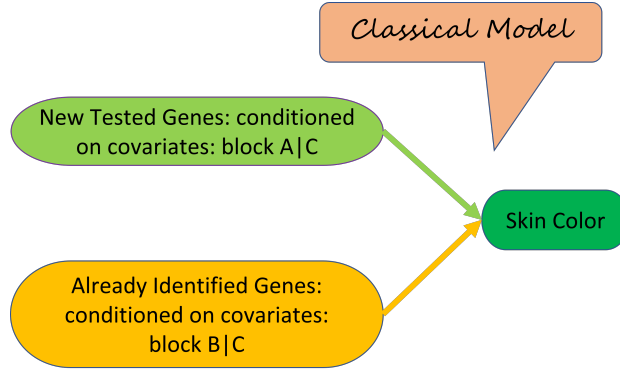 Classical Model
New Tested Genes: conditioned
on covariates: block A|C
Skin Color
Already Identified Genes:
conditioned on covariates:
block B|C